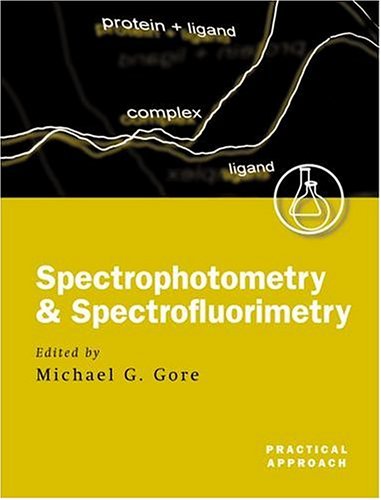 protein + ligand
complex
ligand
Spectrophotometry
& Spectrofluorimetry
Edited by
Michael G. Gore
PRACTICAL
APPROACH